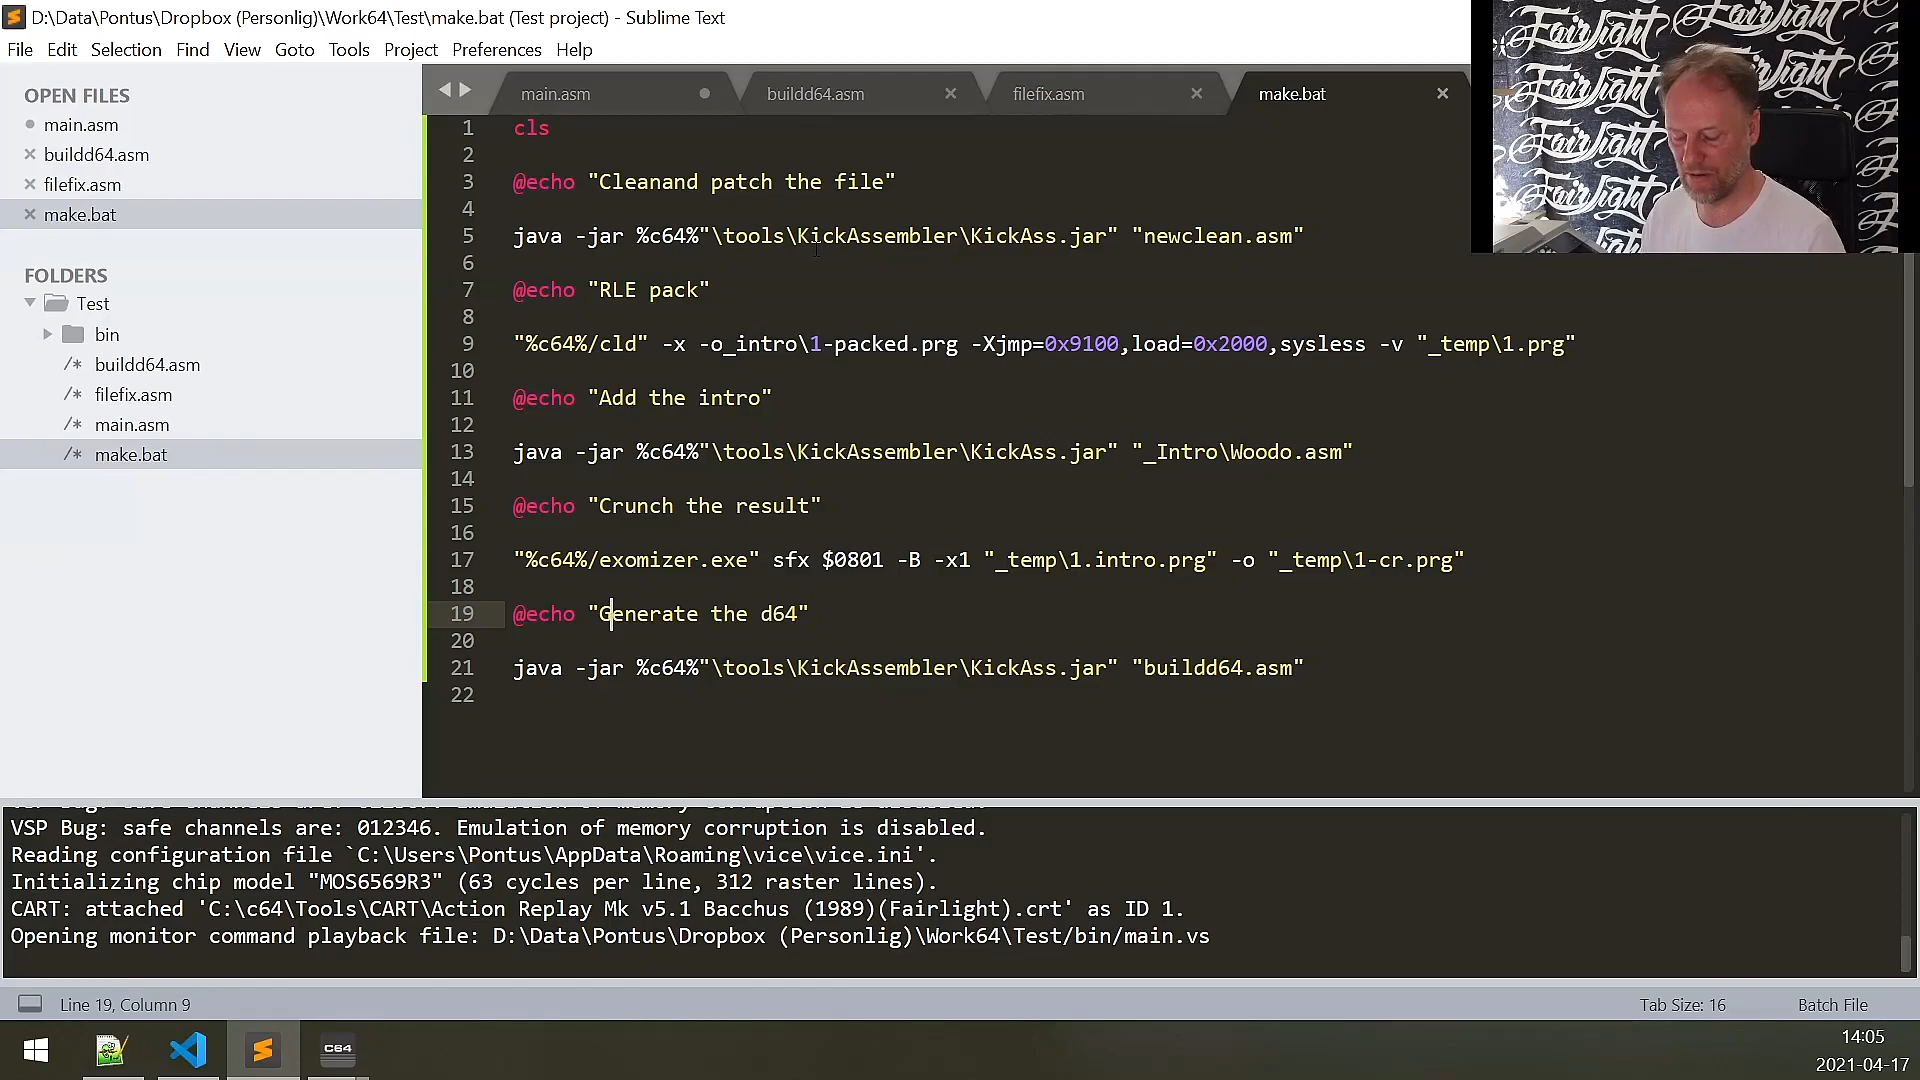 D:\Data\Pontus\Dropbox (Personlig)\Work64\Test\make.bat (Test project) - Sublime Text
File Edit Selection Find View Goto Tools Project Preferences Help
OPEN FILES
main.asm
buildd64.asm
filefix.asm
make.bat
FOLDERS
Test
bin
/* buildd64.asm
/* filefix.asm
/* main.asm
/* make.bat
main.asm buildd64.asm filefix.asm make.bat
1 cls
2
3 @echo "Cleanand patch the file"
4
5 java -jar %c64%"\tools\KickAssembler\KickAss.jar" "newclean.asm"
6
7 @echo "RLE pack"
8
9 "%c64%/cld" -x -o_intro\1-packed.prg -Xjmp=0x9100,load=0x2000,sysless -v "_temp\1.prg"
10
11 @echo "Add the intro"
12
13 java -jar %c64%"\tools\KickAssembler\KickAss.jar" "_Intro\Woodo.asm"
14
15 @echo "Crunch the result"
16
17 "%c64%/exomizer.exe" sfx $0801 -B -x1 "_temp\1.intro.prg" -o "_temp\1-cr.prg"
18
19 @echo "Generate the d64"
20
21 java -jar %c64%"\tools\KickAssembler\KickAss.jar" "buildd64.asm"
22
Fairlight Fairlight
Fairlight
Fairlight
VSP Bug: safe channels are: 012346. Emulation of memory corruption is disabled.
Reading configuration file `C:\Users\Pontus\AppData\Roaming\vice\vice.ini'.
Initializing chip model "MOS6569R3" (63 cycles per line, 312 raster lines).
CART: attached 'C:\c64\Tools\CART\Action Replay Mk v5.1 Bacchus (1989)(Fairlight).crt' as ID 1.
Opening monitor command playback file: D:\Data\Pontus\Dropbox (Personlig)\Work64\Test/bin/main.vs
Line 19, Column 9 Tab Size: 16 Batch File
C64
14:05
2021-04-17